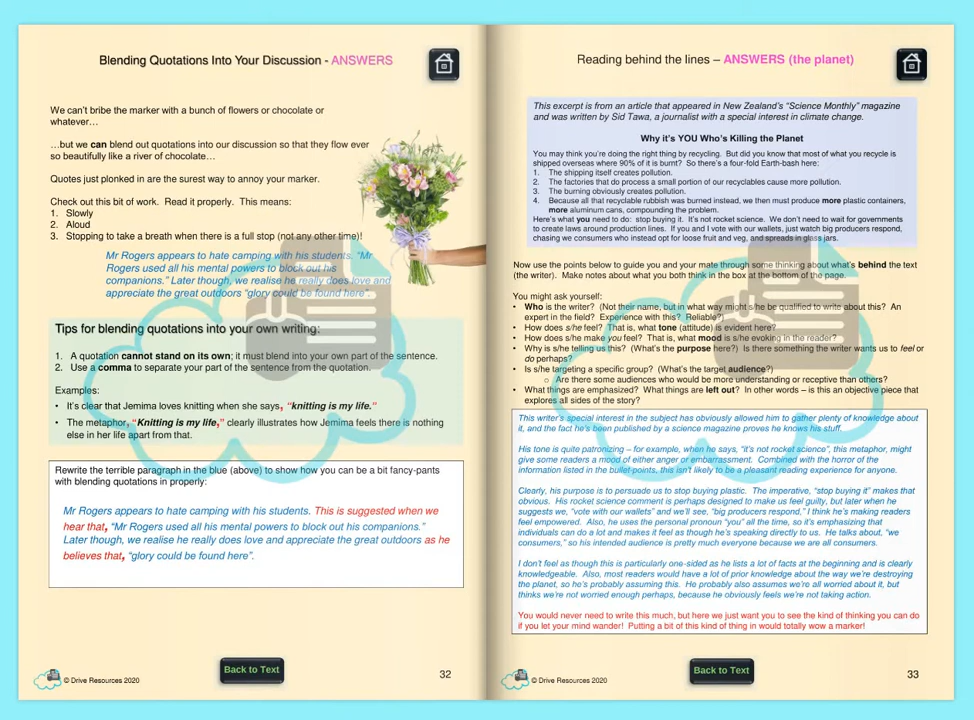 Blending Quotations Into Your Discussion - ANSWERS
We can't bribe the marker with a bunch of flowers or chocolate or
whatever…
…but we can blend out quotations into our discussion so that they flow ever
so beautifully like a river of chocolate…
Quotes just plonked in are the surest way to annoy your marker.
Check out this bit of work. Read it properly. This means:
1. Slowly
2. Aloud
3. Stopping to take a breath when there is a full stop (not any other time)!
Mr Rogers appears to hate camping with his students. "Mr
Rogers used all his mental powers to block out his
companions." Later though, we realise he really does love and
appreciate the great outdoors "glory could be found here".
Tips for blending quotations into your own writing:
1. A quotation cannot stand on its own; it must blend into your own part of the sentence.
2. Use a comma to separate your part of the sentence from the quotation.
Examples:
• It's clear that Jemima loves knitting when she says, "knitting is my life."
• The metaphor, "Knitting is my life," clearly illustrates how Jemima feels there is nothing
else in her life apart from that.
Rewrite the terrible paragraph in the blue (above) to show how you can be a bit fancy-pants
with blending quotations in properly:
Mr Rogers appears to hate camping with his students. This is suggested when we
hear that, "Mr Rogers used all his mental powers to block out his companions."
Later though, we realise he really does love and appreciate the great outdoors as he
believes that, "glory could be found here".
© Drive Resources 2020
Back to Text
32
Reading behind the lines – ANSWERS (the planet)
This excerpt is from an article that appeared in New Zealand's "Science Monthly" magazine
and was written by Sid Tawa, a journalist with a special interest in climate change.
Why it's YOU Who's Killing the Planet
You may think you're doing the right thing by recycling. But did you know that most of what you recycle is
shipped overseas where 90% of it is burnt? So there's a four-fold Earth-bash here:
1. The shipping itself creates pollution.
2. The factories that do process a small portion of our recyclables cause more pollution.
3. The burning obviously creates pollution.
4. Because all that recyclable rubbish was burned instead, we then must produce more plastic containers,
more aluminum cans, compounding the problem.
Here's what you need to do: stop buying it. It's not rocket science. We don't need to wait for governments
to create laws around production lines. If you and I vote with our wallets, just watch big producers respond,
chasing we consumers who instead opt for loose fruit and veg, and spreads in glass jars.
Now use the points below to guide you and your mate through some thinking about what's behind the text
(the writer). Make notes about what you both think in the box at the bottom of the page.
You might ask yourself:
• Who is the writer? (Not their name, but in what way might s/he be qualified to write about this? An
expert in the field? Experience with this? Reliable?)
• How does s/he feel? That is, what tone (attitude) is evident here?
• How does s/he make you feel? That is, what mood is s/he evoking in the reader?
• Why is s/he telling us this? (What's the purpose here?) Is there something the writer wants us to feel or
do perhaps?
• Is s/he targeting a specific group? (What's the target audience?)
o Are there some audiences who would be more understanding or receptive than others?
• What things are emphasized? What things are left out? In other words – is this an objective piece that
explores all sides of the story?
This writer's special interest in the subject has obviously allowed him to gather plenty of knowledge about
it, and the fact he's been published by a science magazine proves he knows his stuff.
His tone is quite patronizing – for example, when he says, "it's not rocket science", this metaphor, might
give some readers a mood of either anger or embarrassment. Combined with the horror of the
information listed in the bullet points, this isn't likely to be a pleasant reading experience for anyone.
Clearly, his purpose is to persuade us to stop buying plastic. The imperative, "stop buying it" makes that
obvious. His rocket science comment is perhaps designed to make us feel guilty, but later when he
suggests we, "vote with our wallets" and we'll see, "big producers respond," I think he's making readers
feel empowered. Also, he uses the personal pronoun "you" all the time, so it's emphasizing that
individuals can do a lot and makes it feel as though he's speaking directly to us. He talks about, "we
consumers," so his intended audience is pretty much everyone because we are all consumers.
I don't feel as though this is particularly one-sided as he lists a lot of facts at the beginning and is clearly
knowledgeable. Also, most readers would have a lot of prior knowledge about the way we're destroying
the planet, so he's probably assuming this. He probably also assumes we're all worried about it, but
thinks we're not worried enough perhaps, because he obviously feels we're not taking action.
You would never need to write this much, but here we just want you to see the kind of thinking you can do
if you let your mind wander! Putting a bit of this kind of thing in would totally wow a marker!
© Drive Resources 2020
Back to Text
33